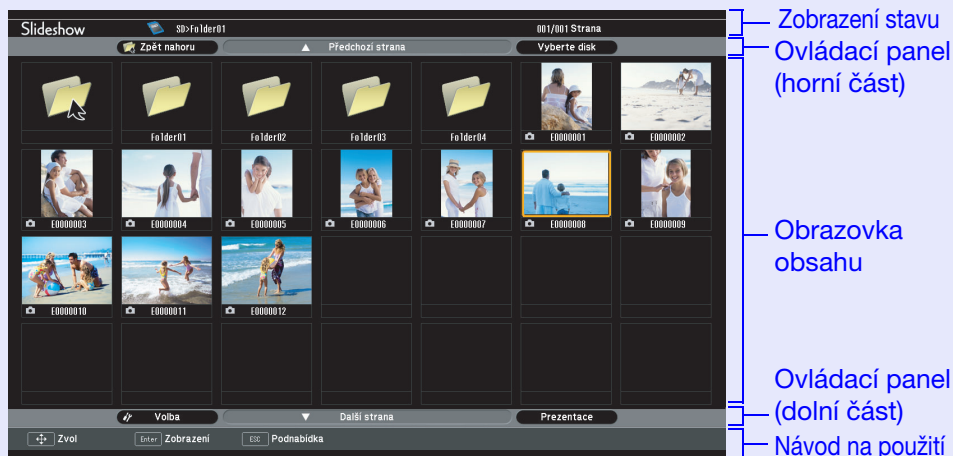 Slideshow SD>Folder01 001/001 Strana
Zobrazení stavu
Zpět nahoru ▲ Předchozí strana Vyberte disk
Ovládací panel
(horní část)
Folder01 Folder02 Folder03 Folder04 E0000001 E0000002
E0000003 E0000004 E0000005 E0000006 E0000007 E0000008 E0000009
Obrazovka
obsahu
E0000010 E0000011 E0000012
Ovládací panel
(dolní část)
Volba ▼ Další strana Prezentace
Zvol Enter Zobrazení ESC Podnabídka
Návod na použití